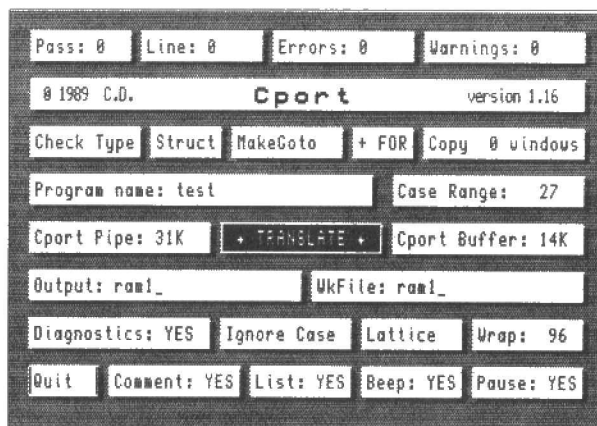 Pass: 0 Line: 0 Errors: 0 Warnings: 0
© 1989 C.D. Cport version 1.16
Check Type Struct MakeGoto + FOR Copy 0 windows
Program name: test Case Range: 27
Cport Pipe: 31K + TRANSLATE + Cport Buffer: 14K
Output: ram1_ WkFile: ram1_
Diagnostics: YES Ignore Case Lattice Wrap: 96
Quit Comment: YES List: YES Beep: YES Pause: YES